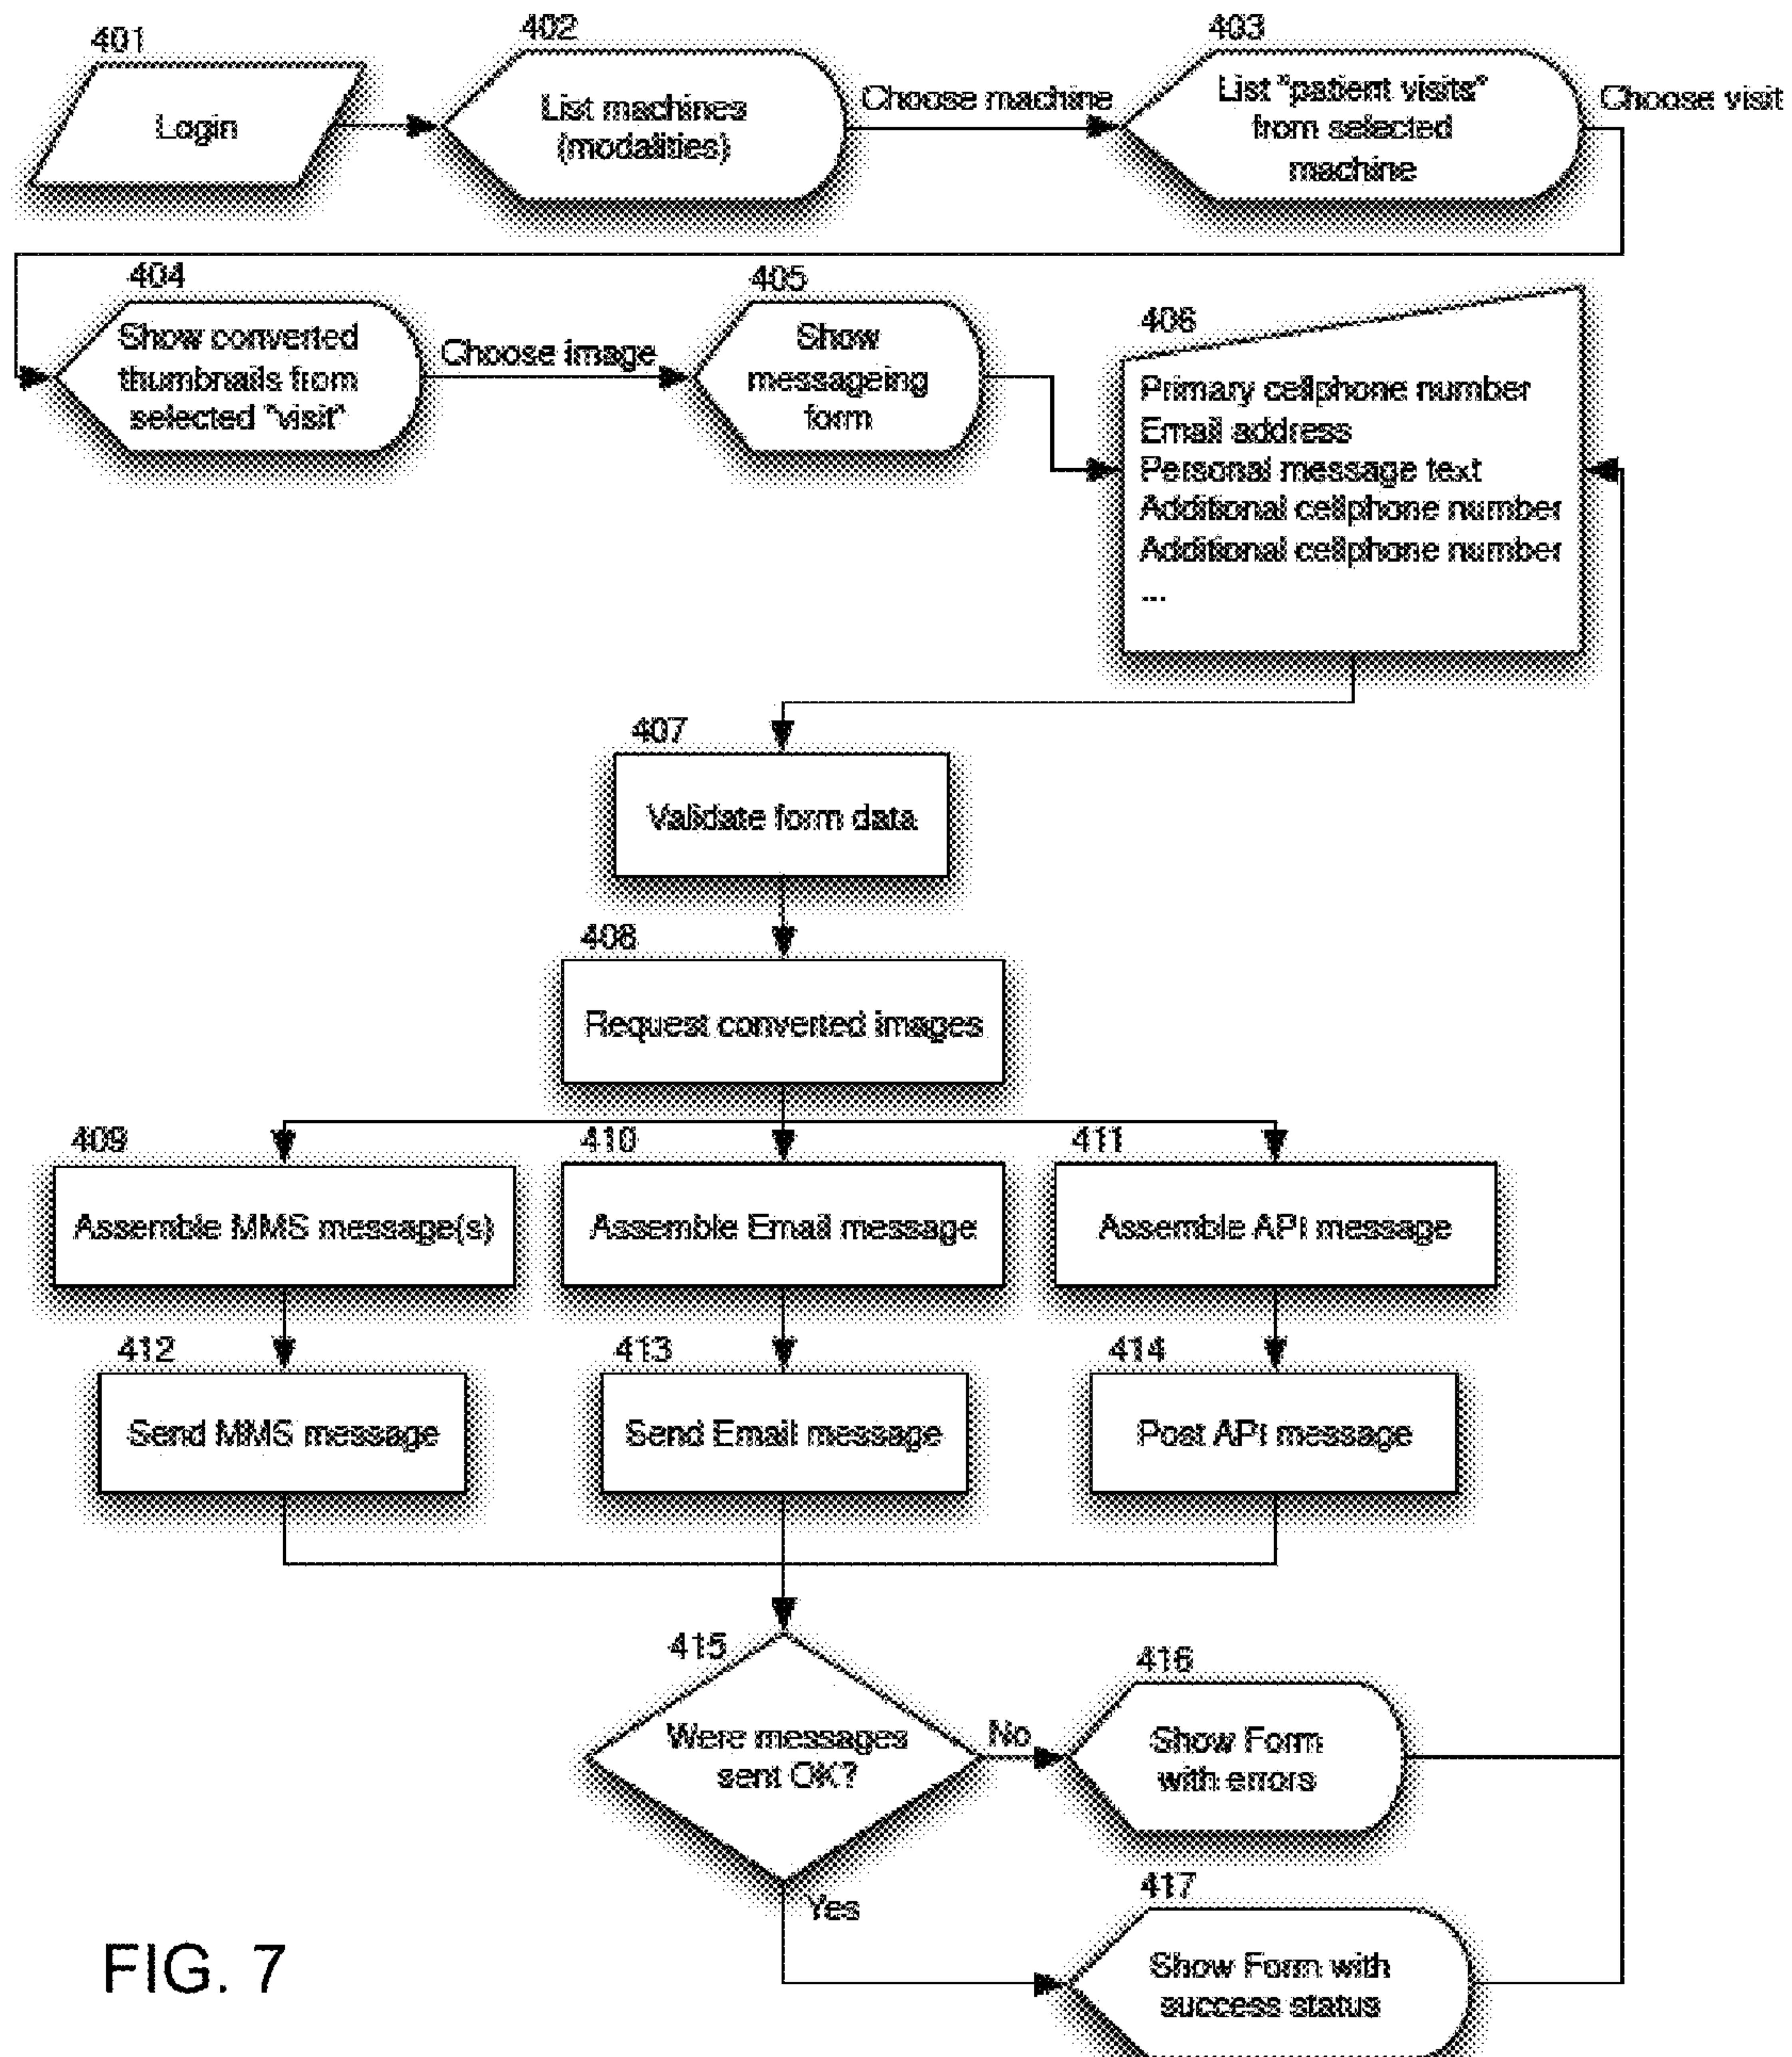 401
Login
402
List machines
(modalities)
Choose machine
403
List "patient visits"
from selected
machine
Choose visit
404
Show converted
thumbnails from
selected "visit"
Choose image
405
Show
messageing
form
406
Primary cellphone number
Email address
Personal message text
Additional cellphone number
Additional cellphone number
...
407
Validate form data
408
Request converted images
409
Assemble MMS message(s)
410
Assemble Email message
411
Assemble API message
412
Send MMS message
413
Send Email message
414
Post API message
415
Were messages
sent OK?
No
416
Show Form
with errors
Yes
417
Show Form with
success status
FIG. 7